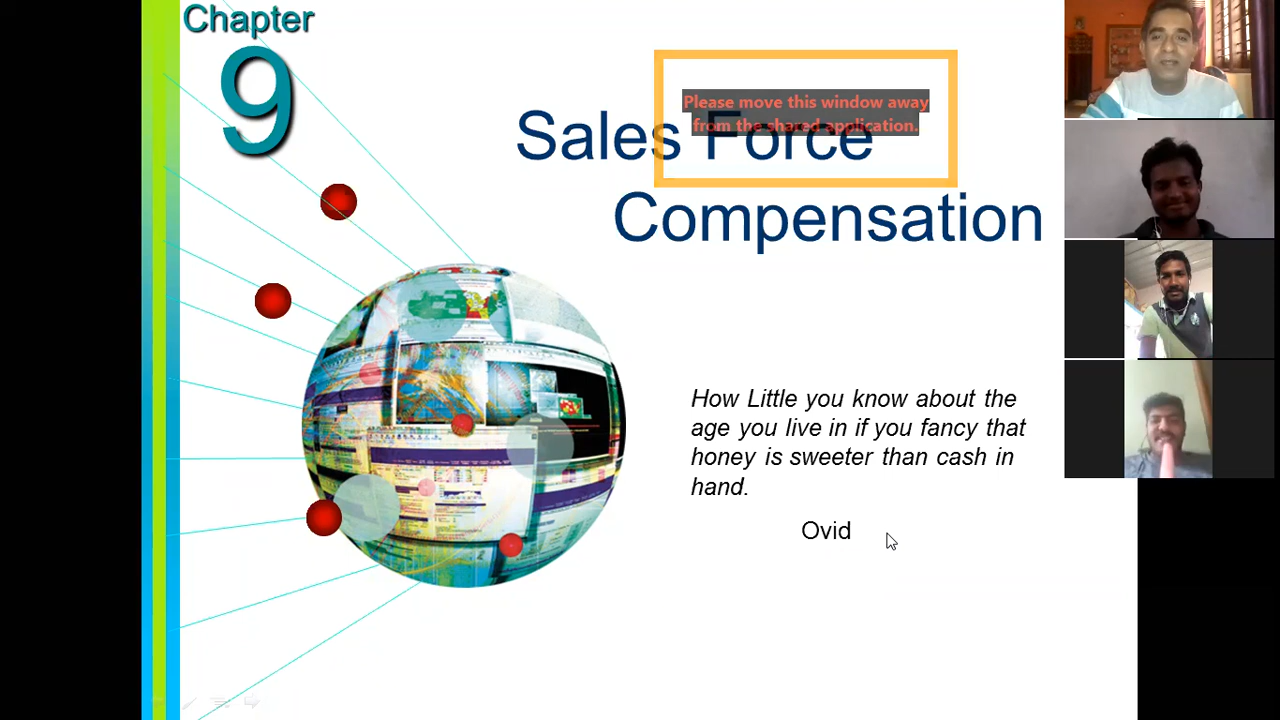 Chapter
9
Please move this window away
from the shared application.
Sales Force
Compensation
How Little you know about the
age you live in if you fancy that
honey is sweeter than cash in
hand.
Ovid